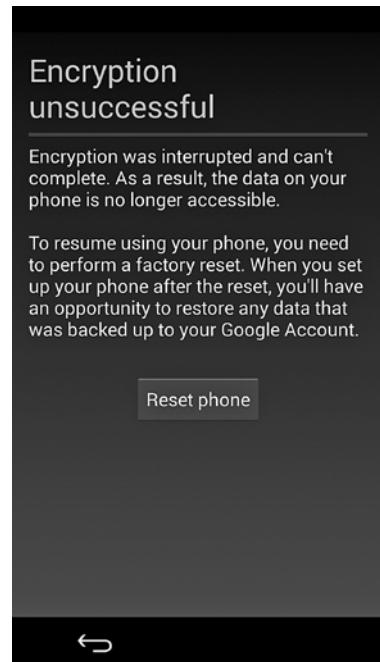 Encryption
unsuccessful
Encryption was interrupted and can't
complete. As a result, the data on your
phone is no longer accessible.
To resume using your phone, you need
to perform a factory reset. When you set
up your phone after the reset, you'll have
an opportunity to restore any data that
was backed up to your Google Account.
Reset phone